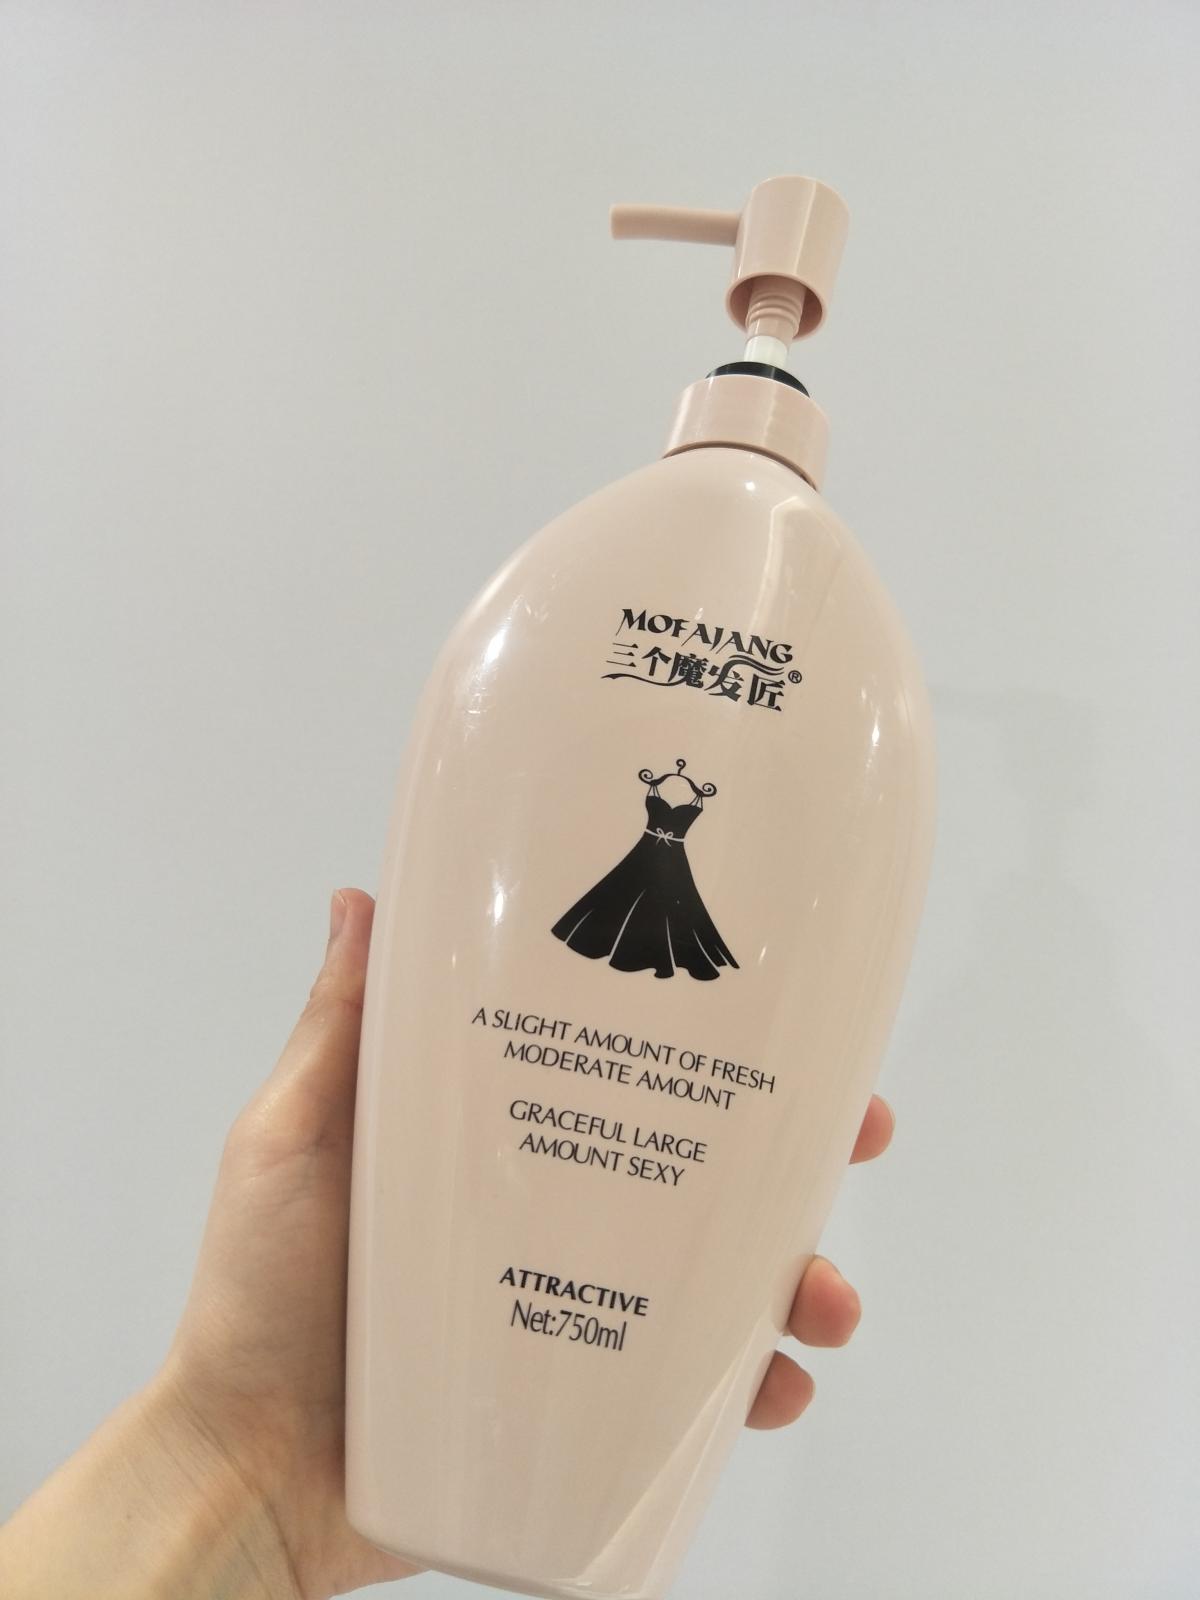 MOFAJANG
三个魔发匠®
A SLIGHT AMOUNT OF FRESH
MODERATE AMOUNT
GRACEFUL LARGE
AMOUNT SEXY
ATTRACTIVE
Net:750ml